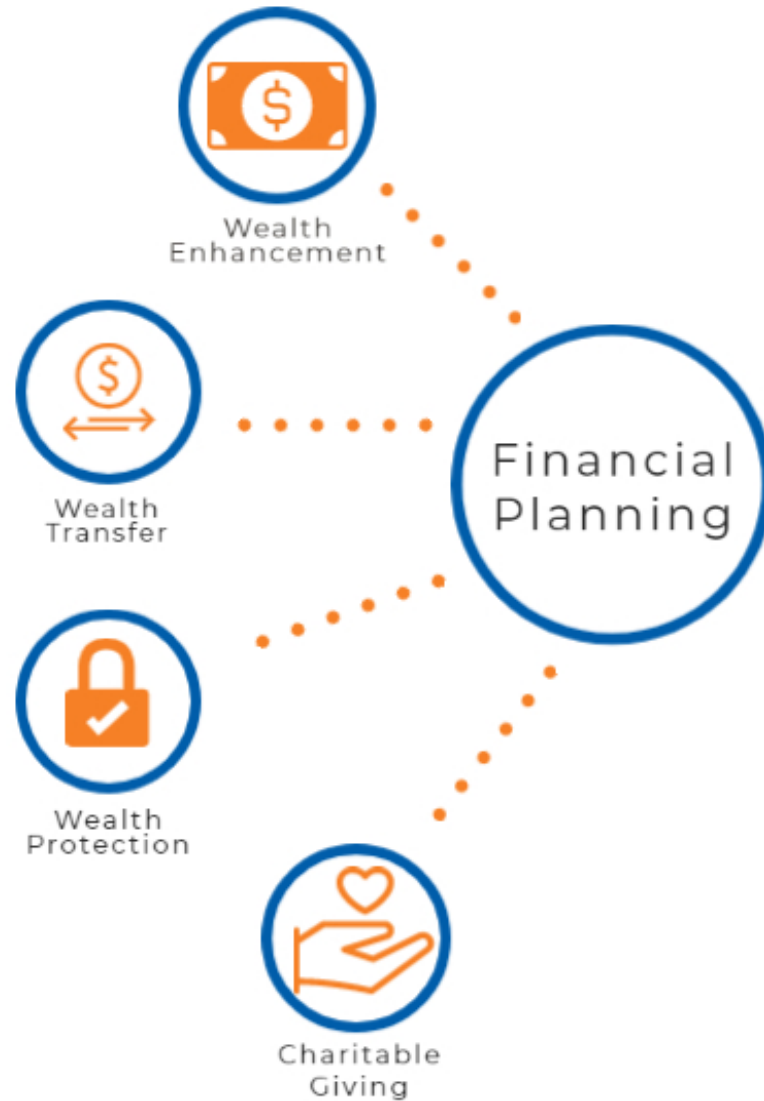 $
Wealth
Enhancement
$
Wealth
Transfer
Financial
Planning
Wealth
Protection
Charitable
Giving